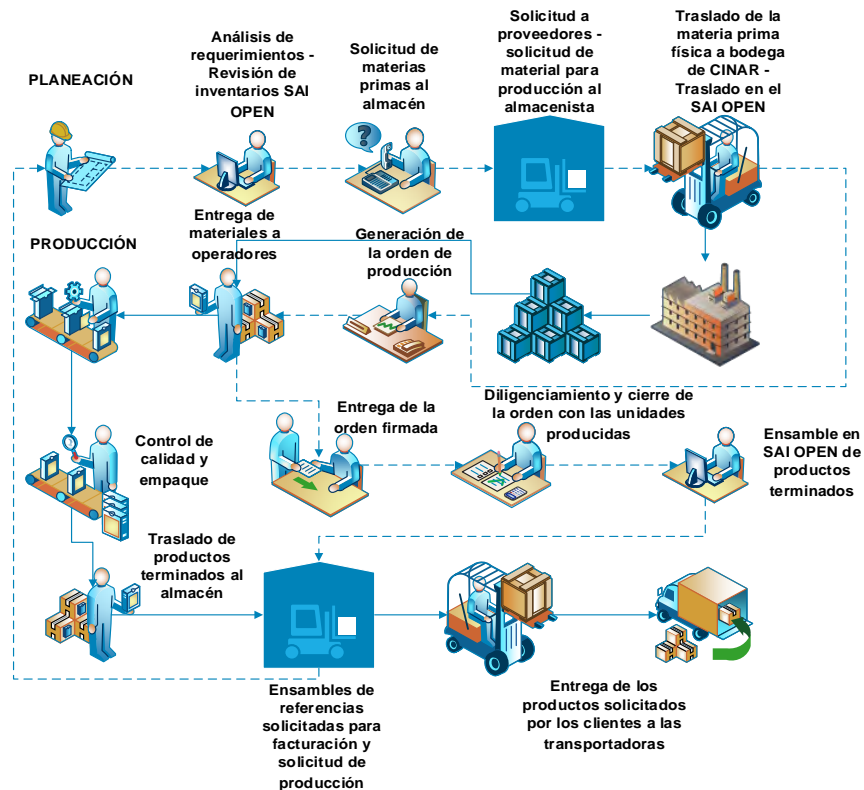 PLANEACIÓN
Análisis de
requerimientos -
Revisión de
inventarios SAI
OPEN
Solicitud de
materias
primas al
almacén
Solicitud a
proveedores -
solicitud de
material para
producción al
almacenista
Traslado de la
materia prima
física a bodega
de CINAR -
Traslado en el
SAI OPEN
PRODUCCIÓN
Entrega de
materiales a
operadores
Generación de
la orden de
producción
Control de
calidad y
empaque
Entrega de la
orden firmada
Diligenciamiento y cierre de
la orden con las unidades
producidas
Ensamble en
SAI OPEN de
productos
terminados
Traslado de
productos
terminados al
almacén
Ensambles de
referencias
solicitadas para
facturación y
solicitud de
producción
Entrega de los
productos solicitados
por los clientes a las
transportadoras